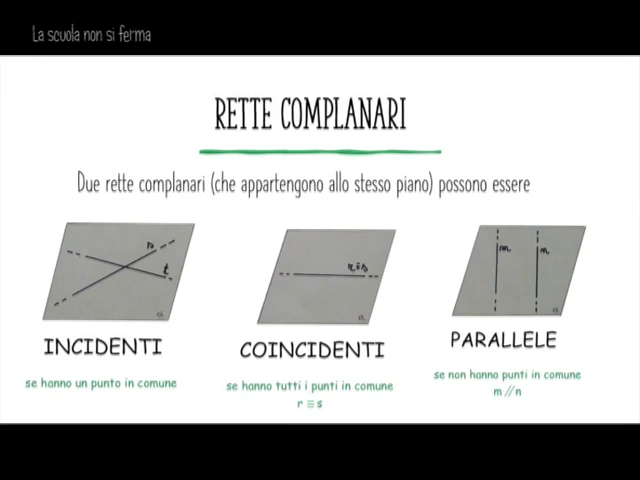 La scuola non si ferma
RETTE COMPLANARI
Due rette complanari (che appartengono allo stesso piano) possono essere
t
r≡s
m
α
α
α
INCIDENTI
COINCIDENTI
PARALLELE
se hanno un punto in comune
se hanno tutti i punti in comune
r ≡ s
se non hanno punti in comune
m // n